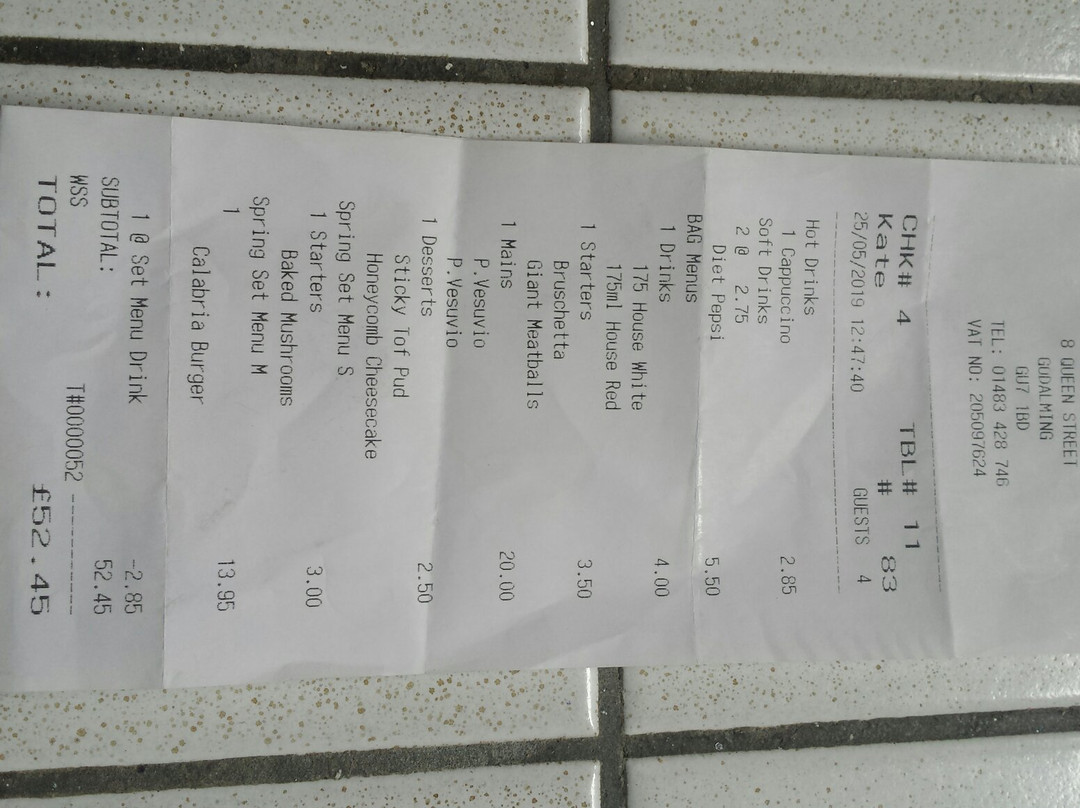 8 QUEEN STREET
GODALMING
GU7 1BD
TEL: 01483 428 746
VAT NO: 205097624
CHK# 4 TBL# 11
Kate # 83
25/05/2019 12:47:40 GUESTS 4
Hot Drinks
1 Cappuccino 2.85
Soft Drinks
2 @ 2.75
Diet Pepsi 5.50
BAG Menus
1 Drinks 4.00
175 House White
175ml House Red
1 Starters 3.50
Bruschetta
Giant Meatballs
1 Mains 20.00
P.Vesuvio
P.Vesuvio
1 Desserts 2.50
Sticky Tof Pud
Honeycomb Cheesecake
Spring Set Menu S
1 Starters 3.00
Baked Mushrooms
Spring Set Menu M
1 13.95
Calabria Burger
1 @ Set Menu Drink -2.85
SUBTOTAL: 52.45
WSS T#0000052 ----------
TOTAL: £52.45